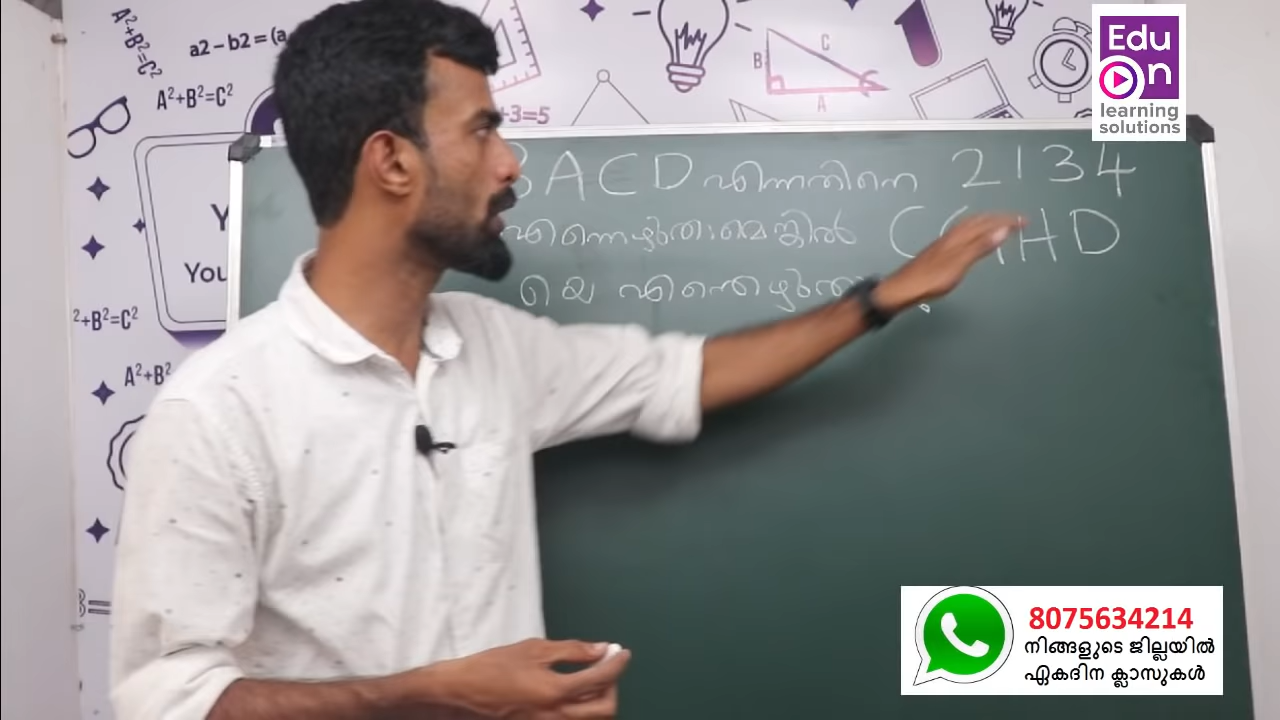 A²+B²=C²
a2-b2=(a
A²+B²=C²
+3=5
B
C
A
Edu
On
learning
solutions
BACD എന്നതിനെ 2134
എന്നെഴുതാമെങ്കിൽ C HD
യെ
You
²+B²=C²
A²+B²
8075634214
നിങ്ങളുടെ ജില്ലയിൽ
ഏകദിന ക്ലാസുകൾ